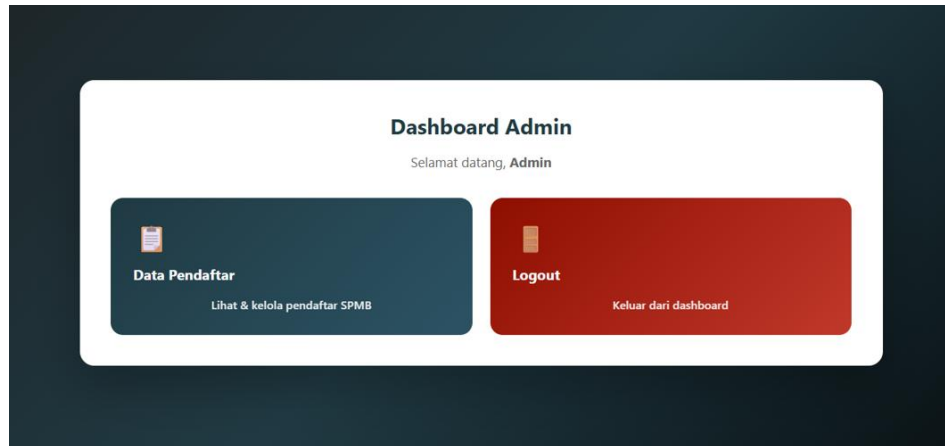 Dashboard Admin
Selamat datang, Admin
Data Pendaftar
Lihat & kelola pendaftar SPMB
Logout
Keluar dari dashboard